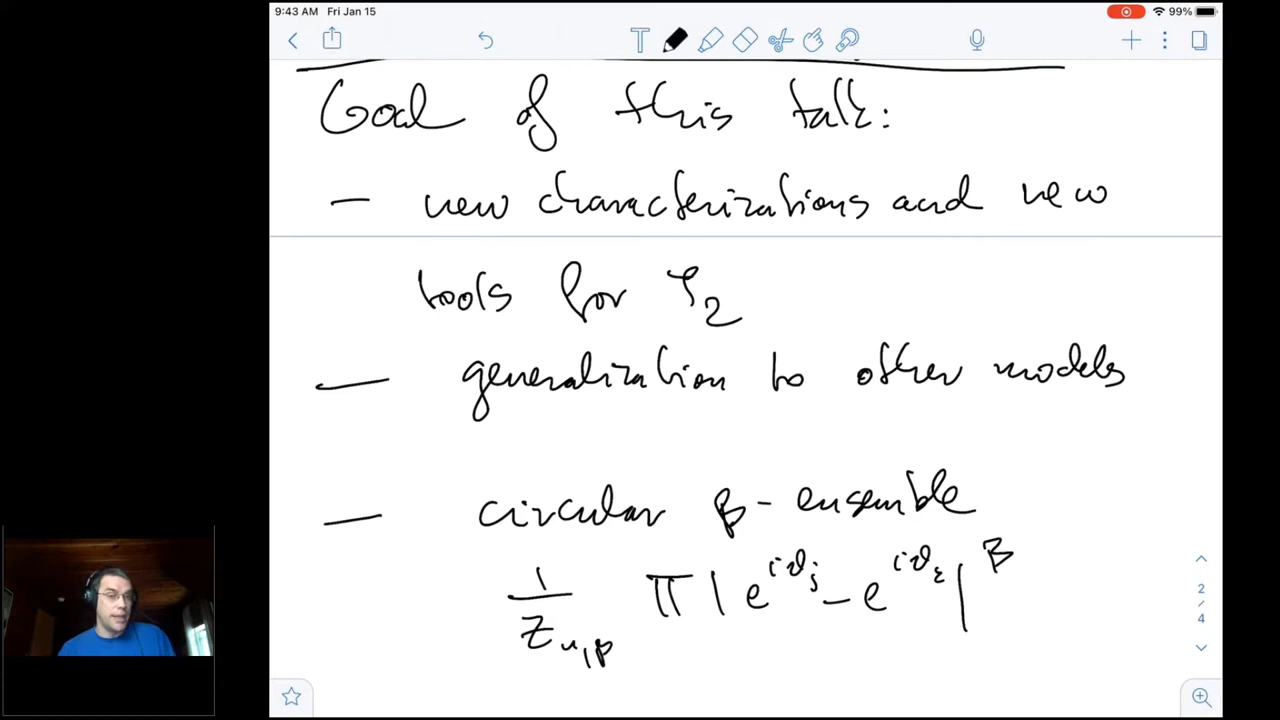 9:43 AM Fri Jan 15
99%
Goal of this talk:
— new characterizations and new
tools for ζ₂
— generalization to other models
— circular β-ensemble
1/Z_{n,β} ∏ |e^{iϑ_j} - e^{iϑ_k}|^β
2
/
4